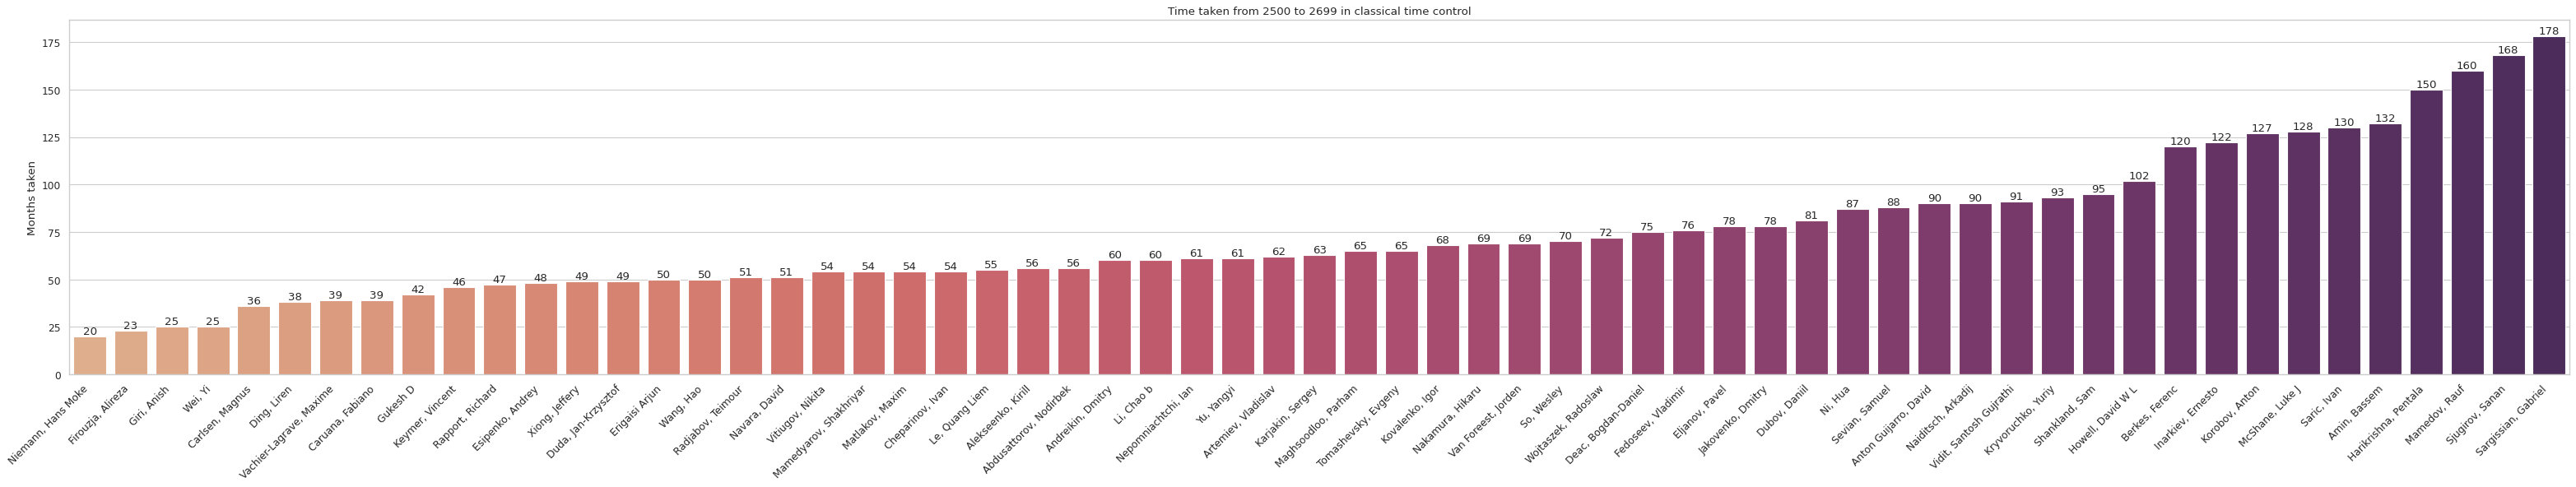 Time taken from 2500 to 2699 in classical time control
Months taken
175
150
125
100
75
50
25
0
20
23
25
25
36
38
39
39
42
46
47
48
49
49
50
50
51
51
54
54
54
54
55
56
56
60
60
61
61
62
63
65
65
68
69
69
70
72
75
76
78
78
81
87
88
90
90
91
93
95
102
120
122
127
128
130
132
150
160
168
178
Niemann, Hans Moke
Firouzja, Alireza
Giri, Anish
Wei, Yi
Carlsen, Magnus
Ding, Liren
Vachier-Lagrave, Maxime
Caruana, Fabiano
Gukesh D
Keymer, Vincent
Rapport, Richard
Esipenko, Andrey
Xiong, Jeffery
Duda, Jan-Krzysztof
Erigaisi Arjun
Wang, Hao
Radjabov, Teimour
Navara, David
Vitiugov, Nikita
Mamedyarov, Shakhriyar
Matlakov, Maxim
Cheparinov, Ivan
Le, Quang Liem
Alekseenko, Kirill
Abdusattorov, Nodirbek
Andreikin, Dmitry
Li, Chao b
Nepomniachtchi, Ian
Yu, Yangyi
Artemiev, Vladislav
Karjakin, Sergey
Maghsoodloo, Parham
Tomashevsky, Evgeny
Kovalenko, Igor
Nakamura, Hikaru
Van Foreest, Jorden
So, Wesley
Wojtaszek, Radoslaw
Deac, Bogdan-Daniel
Fedoseev, Vladimir
Eljanov, Pavel
Jakovenko, Dmitry
Dubov, Daniil
Ni, Hua
Sevian, Samuel
Anton Guijarro, David
Naiditsch, Arkadij
Vidit, Santosh Gujrathi
Kryvoruchko, Yuriy
Shankland, Sam
Howell, David W L
Berkes, Ferenc
Inarkiev, Ernesto
Korobov, Anton
McShane, Luke J
Saric, Ivan
Amin, Bassem
Harikrishna, Pentala
Mamedov, Rauf
Sjugirov, Sanan
Sargissian, Gabriel